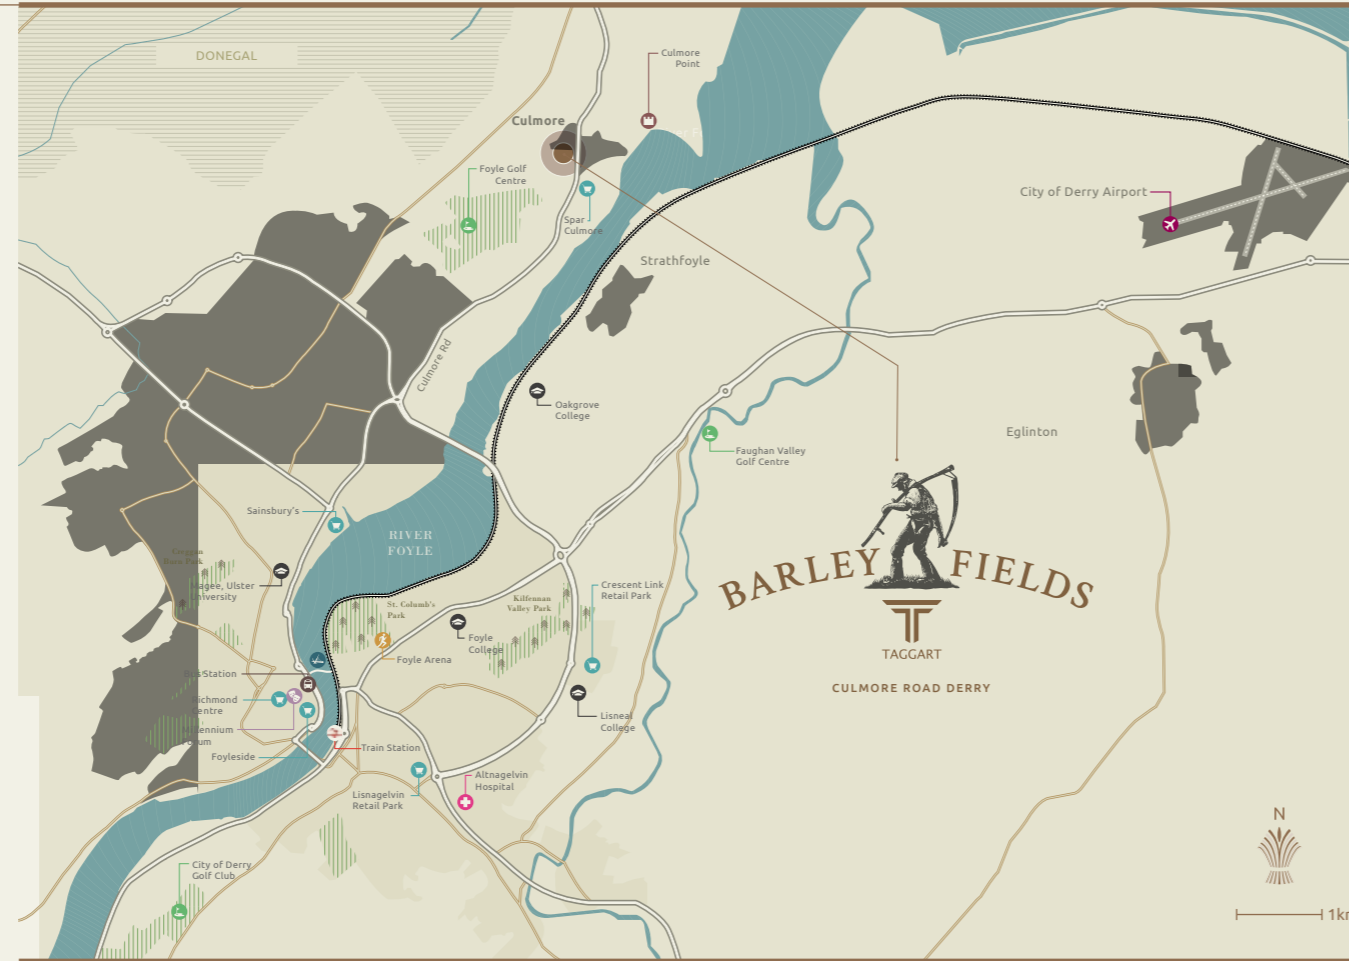 DONEGAL
Culmore
Point
Culmore
Foyle Golf
Centre
Spar
Culmore
City of Derry Airport
Strathfoyle
Culmore Rd
Oakgrove
College
Eglinton
Faughan Valley
Golf Centre
Sainsbury's
RIVER
FOYLE
Magee, Ulster
University
St. Columb's
Park
Kilfennan
Valley Park
Crescent Link
Retail Park
Foyle
College
Foyle Arena
BARLEY FIELDS
TAGGART
CULMORE ROAD DERRY
Bus Station
Richmond
Centre
Millennium
Forum
Foyleside
Train Station
Lisneal
College
Lisnagelvin
Retail Park
Altnagelvin
Hospital
City of Derry
Golf Club
N
1km